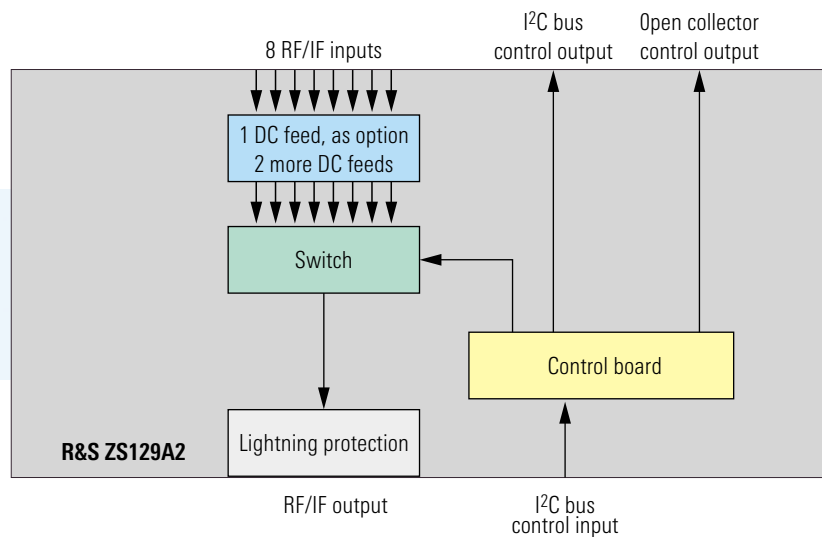 8 RF/IF inputs
I²C bus
control output
Open collector
control output
1 DC feed, as option
2 more DC feeds
Switch
Control board
Lightning protection
R&S ZS129A2
RF/IF output
I²C bus
control input